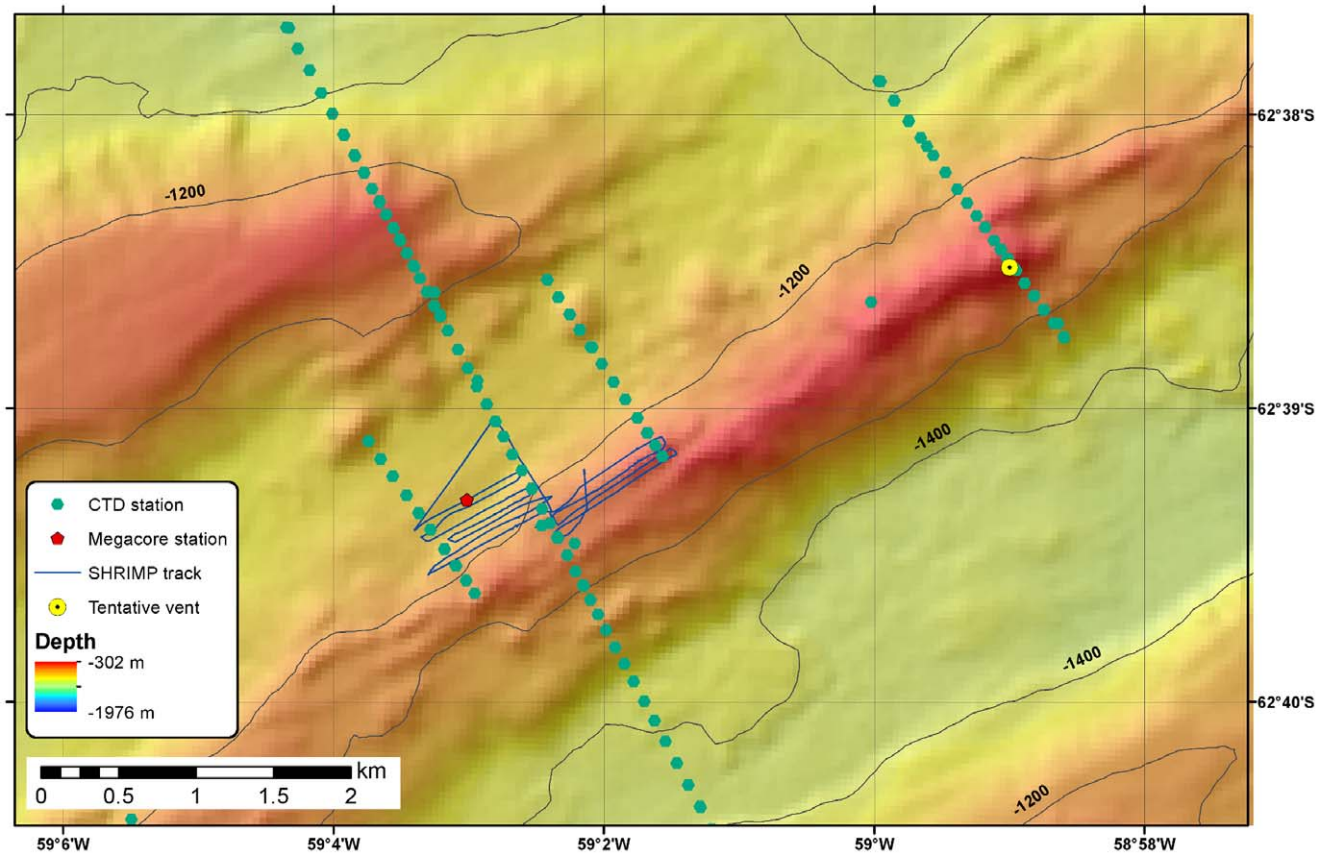 62°38'S
-1200
-1200
62°39'S
-1400
CTD station
Megacore station
SHRIMP track
Tentative vent
Depth
-302 m
-1976 m
-1400
62°40'S
km
0 0.5 1 1.5 2
-1200
59°6'W 59°4'W 59°2'W 59°W 58°58'W